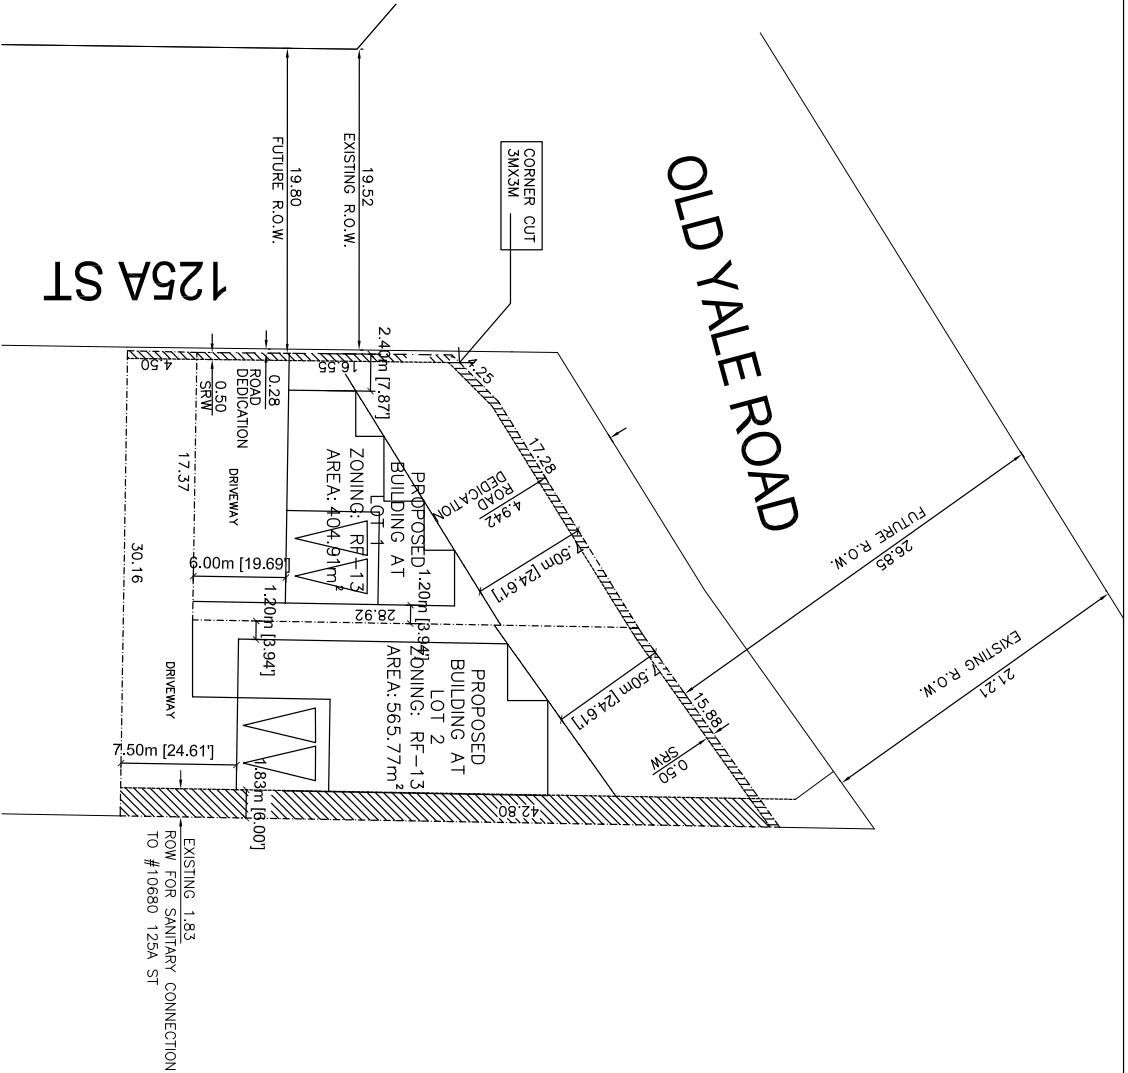 OLD YALE ROAD
125A ST
CORNER CUT
3MX3M
19.52
EXISTING R.O.W.
19.80
FUTURE R.O.W.
FUTURE R.O.W.
26.85
EXISTING R.O.W.
21.21
2.40m [7.87']
4.25
17.28
4.942
ROAD
DEDICATION
16.55
4.50
0.28
ROAD
DEDICATION
0.50
SRW
17.37
DRIVEWAY
PROPOSED
BUILDING AT
LOT 1
ZONING: RF-13
AREA: 404.91m²
7.50m [24.61']
6.00m [19.69']
1.20m [3.94']
28.92
1.20m [3.94']
30.16
PROPOSED
BUILDING AT
LOT 2
ZONING: RF-13
AREA: 565.77m²
7.50m [24.61']
15.88
0.50
SRW
DRIVEWAY
7.50m [24.61']
1.83m [6.00']
42.80
EXISTING 1.83
ROW FOR SANITARY CONNECTION
TO #10680 125A ST